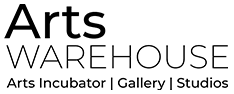 Arts
WAREHOUSE
Arts Incubator | Gallery | Studios